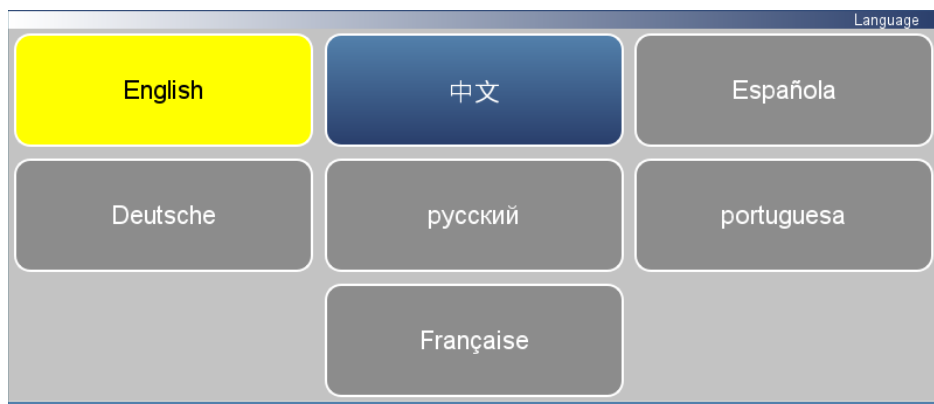 Language
English
中文
Española
Deutsche
русский
portuguesa
Française